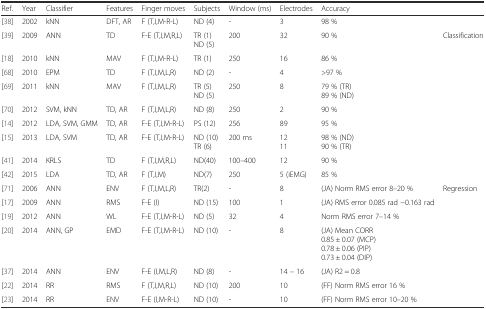 Ref. Year Classifier Features Finger moves Subjects Window (ms) Electrodes Accuracy
[38] 2002 kNN DFT, AR F (T,I,M-R-L) ND (4) - 3 98 %
[39] 2009 ANN TD F-E (T,I,M,R,L) TR (1) 200 32 90 % Classification
ND (5)
[18] 2010 kNN MAV F (T,I,M-R-L) TR (1) 250 16 86 %
[68] 2010 EPM TD F (T,I,M,L,R) ND (2) - 4 >97 %
[69] 2011 kNN MAV F (T,I,M,L,R) TR (5) 250 8 79 % (TR)
ND (5) 89 % (ND)
[70] 2012 SVM, kNN TD, AR F (T,I,M,L,R) ND (8) 250 2 90 %
[14] 2012 LDA, SVM, GMM TD, AR F-E (T,I,M-R-L) PS (12) 256 89 95 %
[15] 2013 LDA, SVM TD, AR F-E (T,I,M-R-L) ND (10) 200 ms 12 98 % (ND)
TR (6) 11 90 % (TR)
[41] 2014 KRLS TD F (T,I,M,R,L) ND(40) 100–400 12 90 %
[42] 2015 LDA TD, AR F (T,I,M) ND(7) 250 5 (iEMG) 85 %
[71] 2006 ANN ENV F (T,I,M,L,R) TR(2) - 8 (JA) Norm RMS error 8–20 % Regression
[17] 2009 ANN RMS F-E (I) ND (15) 100 1 (JA) RMS error 0.085 rad –0.163 rad
[19] 2012 ANN WL F-E (T,I,M-R-L) ND (5) 32 4 Norm RMS error 7–14 %
[20] 2014 ANN, GP EMD F-E (T,I,M-R-L) ND (10) - 8 (JA) Mean CORR
0.85 ± 0.07 (MCP)
0.78 ± 0.06 (PIP)
0.73 ± 0.04 (DIP)
[37] 2014 ANN ENV F-E (I,M,L,R) ND (8) - 14 – 16 (JA) R2 = 0.8
[22] 2014 RR RMS F (T,I,M,R,L) ND (10) 200 10 (FF) Norm RMS error 16 %
[23] 2014 RR ENV F-E (I,M-R-L) ND (10) - 10 (FF) Norm RMS error 10–20 %